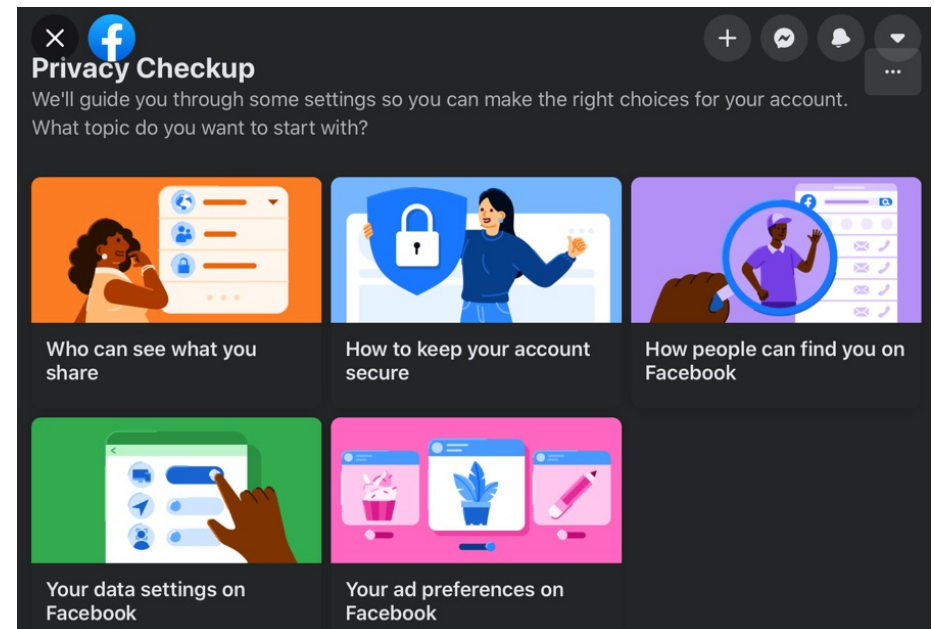 Privacy Checkup
We'll guide you through some settings so you can make the right choices for your account.
What topic do you want to start with?
Who can see what you
share
How to keep your account
secure
How people can find you on
Facebook
Your data settings on
Facebook
Your ad preferences on
Facebook